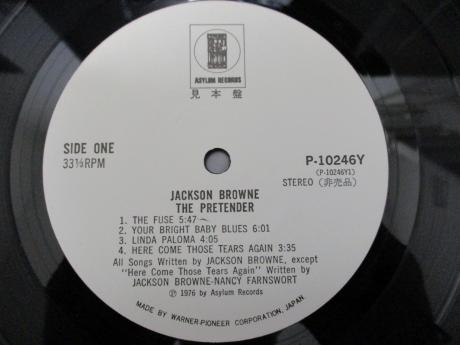 ASYLUM RECORDS
見本盤
SIDE ONE
33⅓RPM
P-10246Y
(P-10246Y1)
STEREO (非売品)
JACKSON BROWNE
THE PRETENDER
1. THE FUSE 5:47
2. YOUR BRIGHT BABY BLUES 6:01
3. LINDA PALOMA 4:05
4. HERE COME THOSE TEARS AGAIN 3:35
All Songs Written by JACKSON BROWNE, except
"Here Come Those Tears Again" Written by
JACKSON BROWNE-NANCY FARNSWORT
Ⓟ 1976 by Asylum Records
MADE BY WARNER-PIONEER CORPORATION, JAPAN.